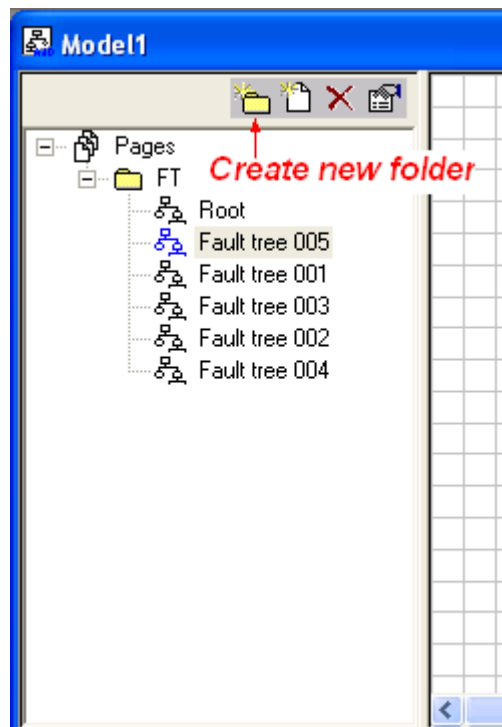 Model1
Pages
Create new folder
FT
Root
Fault tree 005
Fault tree 001
Fault tree 003
Fault tree 002
Fault tree 004